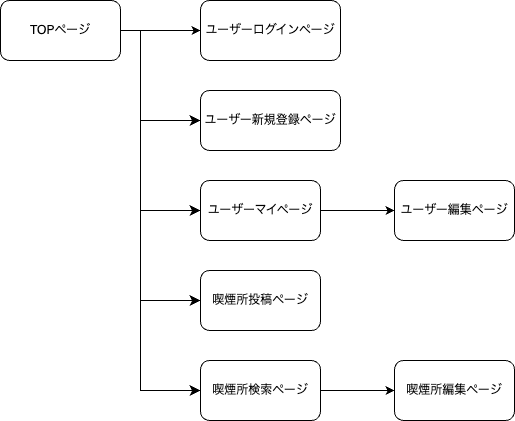 TOPページ
ユーザーログインページ
ユーザー新規登録ページ
ユーザーマイページ
ユーザー編集ページ
喫煙所投稿ページ
喫煙所検索ページ
喫煙所編集ページ